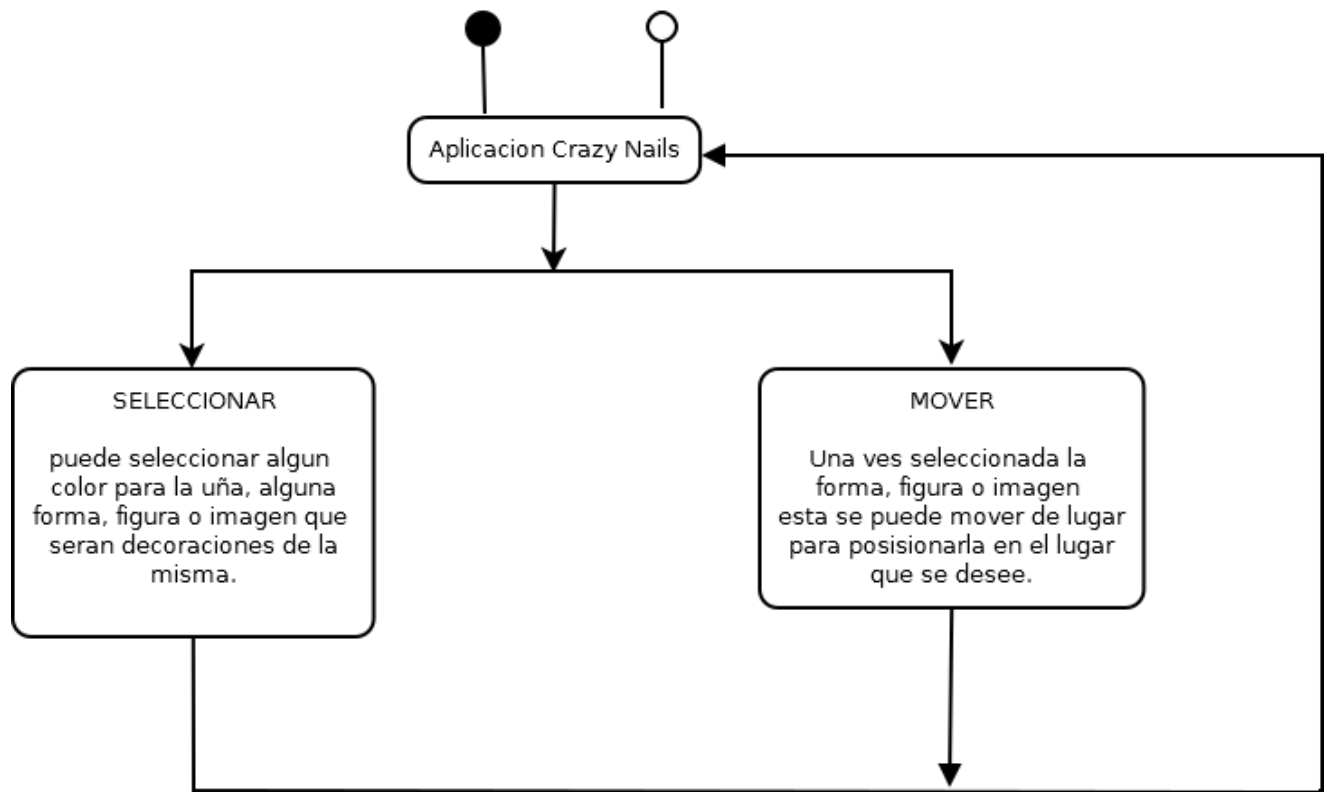 Aplicacion Crazy Nails
SELECCIONAR
puede seleccionar algun
color para la uña, alguna
forma, figura o imagen que
seran decoraciones de la
misma.
MOVER
Una ves seleccionada la
forma, figura o imagen
esta se puede mover de lugar
para posisionarla en el lugar
que se desee.